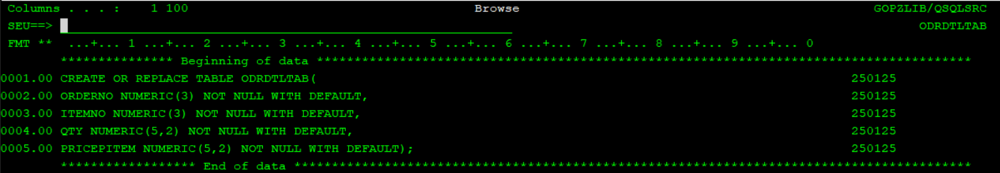 Columns . . . :    1 100                    Browse                    GOPZLIB/QSQLSRC
SEU==>                    ODRDTLTAB
FMT **  ...+... 1 ...+... 2 ...+... 3 ...+... 4 ...+... 5 ...+... 6 ...+... 7 ...+... 8 ...+... 9 ...+... 0
*************** Beginning of data ***************************************************************************************
0001.00 CREATE OR REPLACE TABLE ODRDTLTAB(                    250125
0002.00 ORDERNO NUMERIC(3) NOT NULL WITH DEFAULT,                    250125
0003.00 ITEMNO NUMERIC(3) NOT NULL WITH DEFAULT,                    250125
0004.00 QTY NUMERIC(5,2) NOT NULL WITH DEFAULT,                    250125
0005.00 PRICEPITEM NUMERIC(5,2) NOT NULL WITH DEFAULT);                    250125
****************** End of data ******************************************************************************************